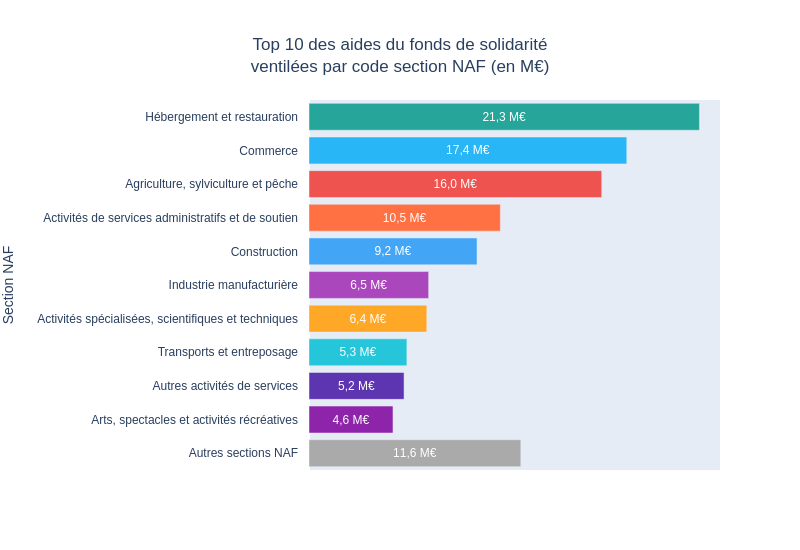 Top 10 des aides du fonds de solidarité
ventilées par code section NAF (en M€)
Section NAF
Hébergement et restauration 21,3 M€
Commerce 17,4 M€
Agriculture, sylviculture et pêche 16,0 M€
Activités de services administratifs et de soutien 10,5 M€
Construction 9,2 M€
Industrie manufacturière 6,5 M€
Activités spécialisées, scientifiques et techniques 6,4 M€
Transports et entreposage 5,3 M€
Autres activités de services 5,2 M€
Arts, spectacles et activités récréatives 4,6 M€
Autres sections NAF 11,6 M€